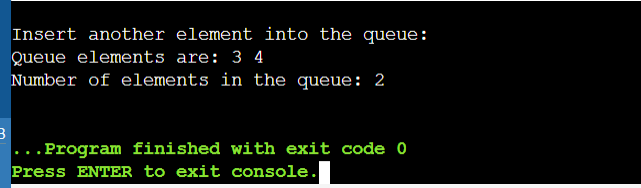 Insert another element into the queue:
Queue elements are: 3 4
Number of elements in the queue: 2
...Program finished with exit code 0
Press ENTER to exit console.